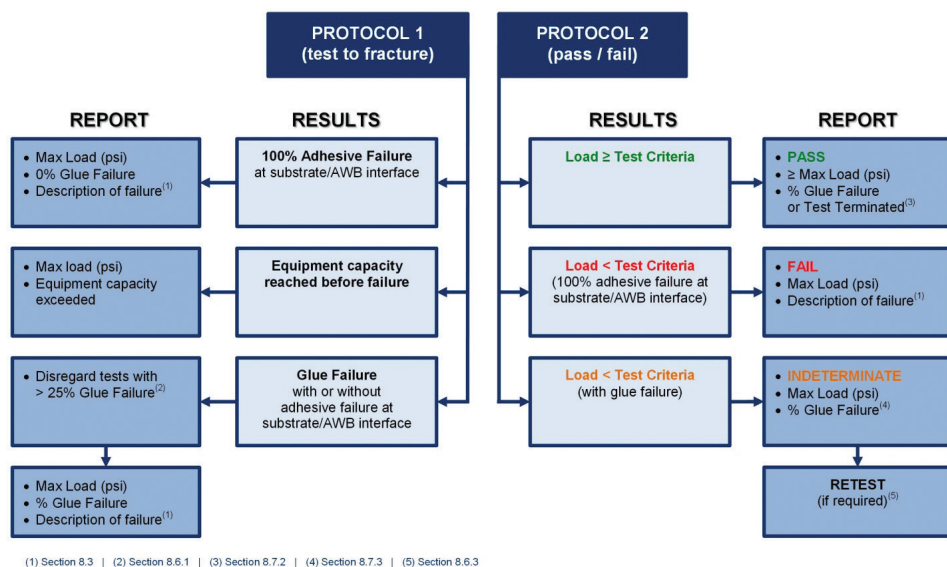 PROTOCOL 1
(test to fracture)
PROTOCOL 2
(pass / fail)
REPORT
RESULTS
RESULTS
REPORT
• Max Load (psi)
• 0% Glue Failure
• Description of failure(1)
100% Adhesive Failure
at substrate/AWB interface
Load ≥ Test Criteria
• PASS
• ≥ Max Load (psi)
• % Glue Failure
or Test Terminated(3)
• Max load (psi)
• Equipment capacity
exceeded
Equipment capacity
reached before failure
Load < Test Criteria
(100% adhesive failure at
substrate/AWB interface)
• FAIL
• Max Load (psi)
• Description of failure(1)
• Disregard tests with
> 25% Glue Failure(2)
Glue Failure
with or without
adhesive failure at
substrate/AWB interface
Load < Test Criteria
(with glue failure)
• INDETERMINATE
• Max Load (psi)
• % Glue Failure(4)
• Max Load (psi)
• % Glue Failure
• Description of failure(1)
RETEST
(if required)(5)
(1) Section 8.3 | (2) Section 8.6.1 | (3) Section 8.7.2 | (4) Section 8.7.3 | (5) Section 8.6.3